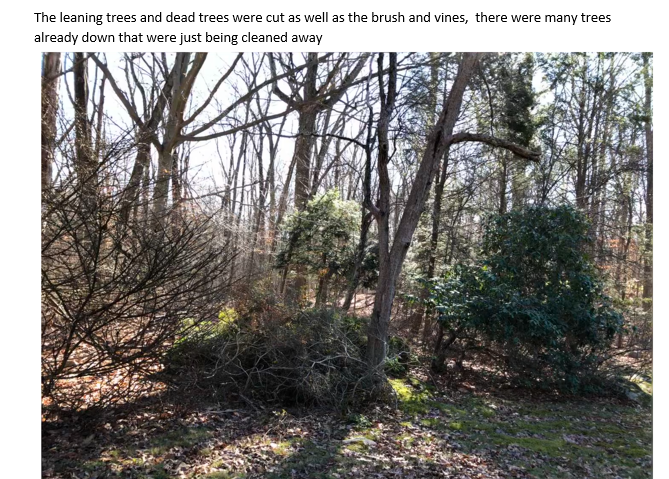 The leaning trees and dead trees were cut as well as the brush and vines,  there were many trees
already down that were just being cleaned away